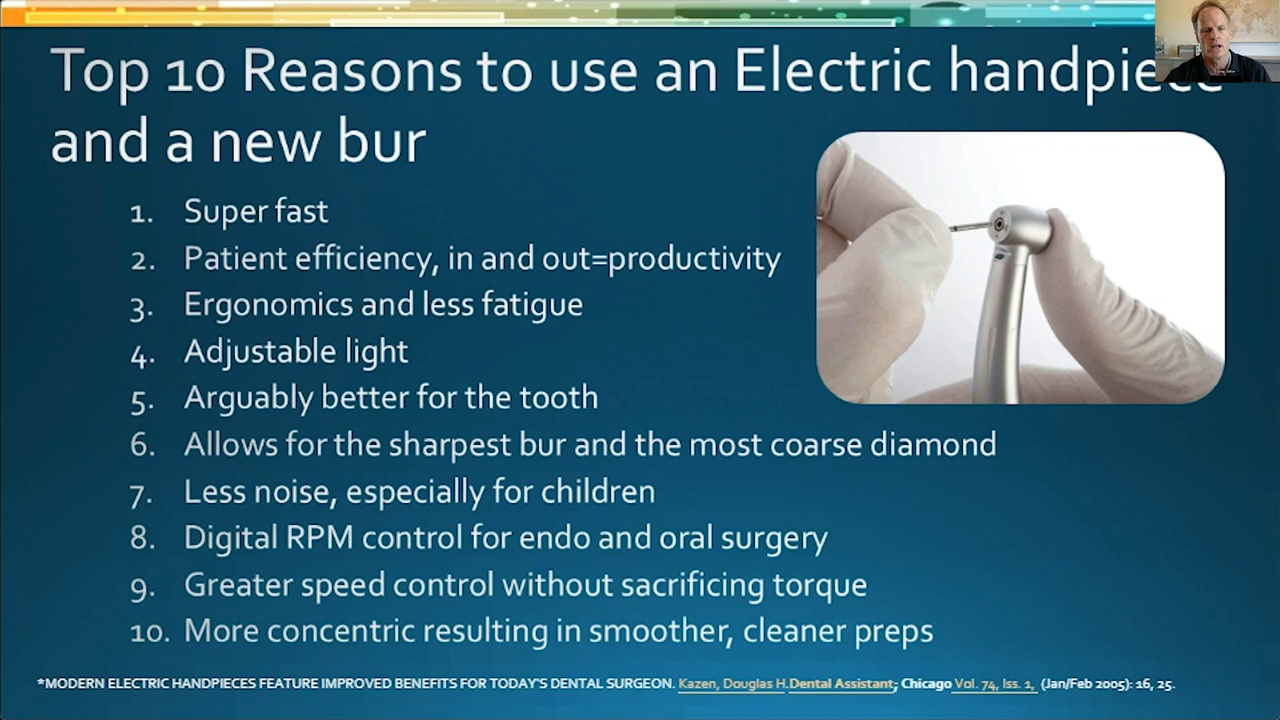 Top 10 Reasons to use an Electric handpiece
and a new bur
1. Super fast
2. Patient efficiency, in and out=productivity
3. Ergonomics and less fatigue
4. Adjustable light
5. Arguably better for the tooth
6. Allows for the sharpest bur and the most coarse diamond
7. Less noise, especially for children
8. Digital RPM control for endo and oral surgery
9. Greater speed control without sacrificing torque
10. More concentric resulting in smoother, cleaner preps
*MODERN ELECTRIC HANDPIECES FEATURE IMPROVED BENEFITS FOR TODAY'S DENTAL SURGEON. Kazen, Douglas H.Dental Assistant; Chicago Vol. 74, Iss. 1, (Jan/Feb 2005): 16, 25.